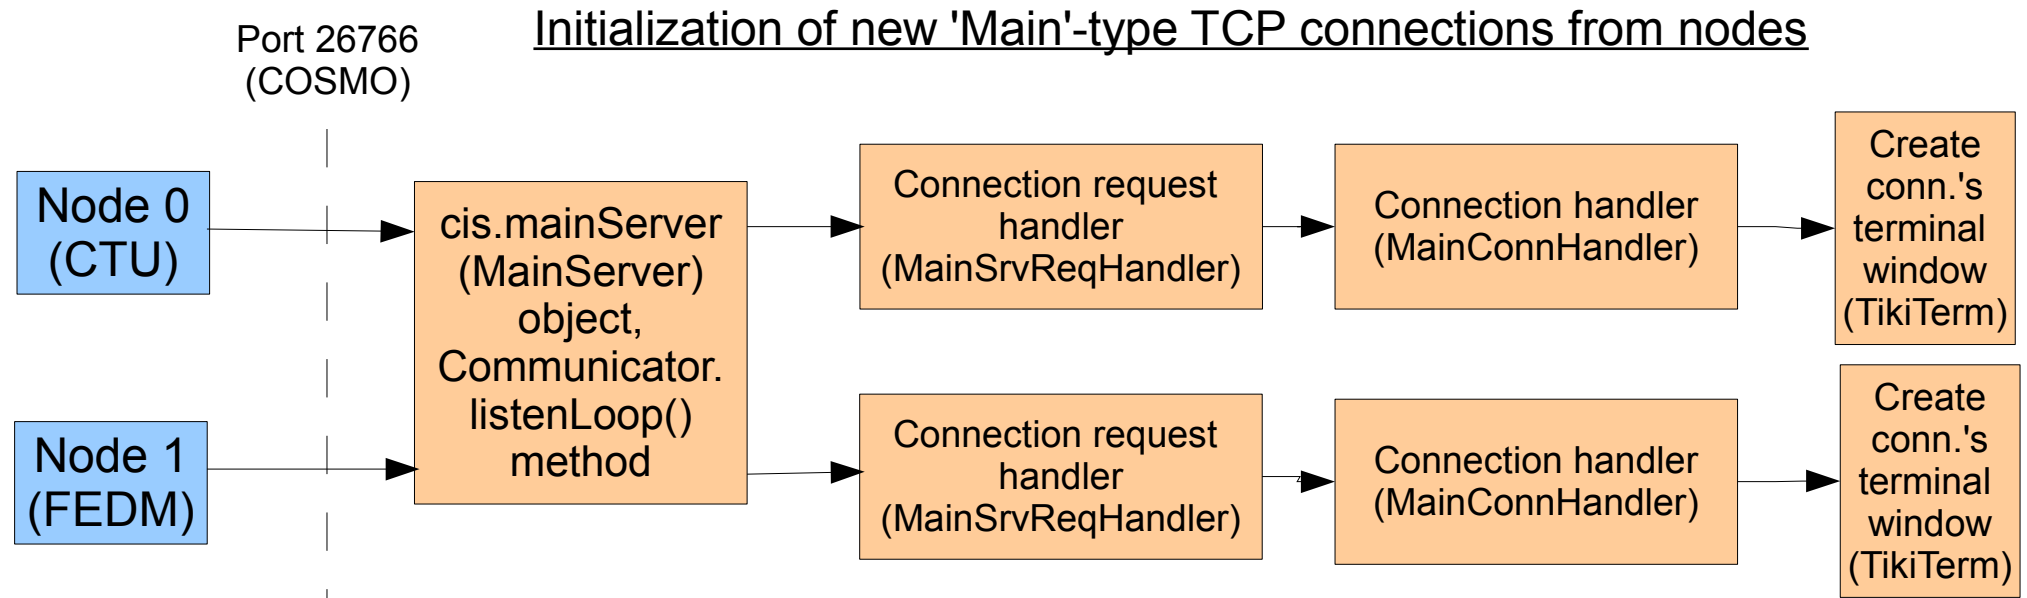 Initialization of new 'Main'-type TCP connections from nodes
Port 26766
(COSMO)
Node 0
(CTU)
Node 1
(FEDM)
cis.mainServer
(MainServer)
object,
Communicator.
listenLoop()
method
Connection request
handler
(MainSrvReqHandler)
Connection handler
(MainConnHandler)
Create
conn.'s
terminal
window
(TikiTerm)
Connection request
handler
(MainSrvReqHandler)
Connection handler
(MainConnHandler)
Create
conn.'s
terminal
window
(TikiTerm)